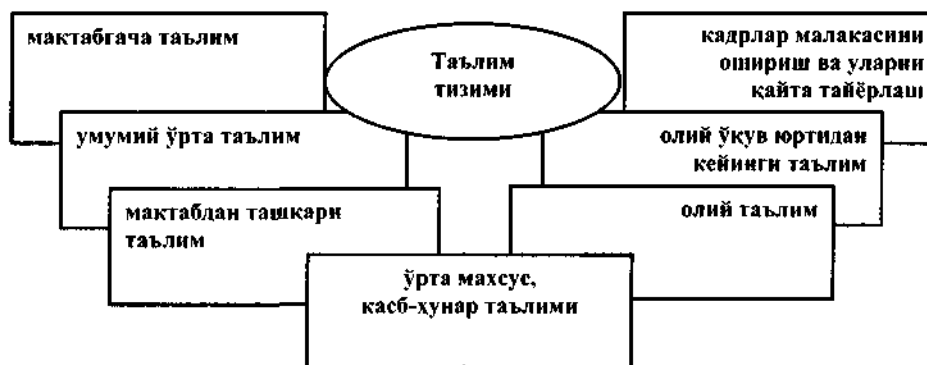 мактабгача таълим
Таълим
тизими
кадрлар малакасини
ошириш ва уларни
қайта тайёрлаш
умумий ўрта таълим
олий ўқув юртидан
кейинги таълим
мактабдан ташқари
таълим
олий таълим
ўрта махсус,
касб-ҳунар таълими